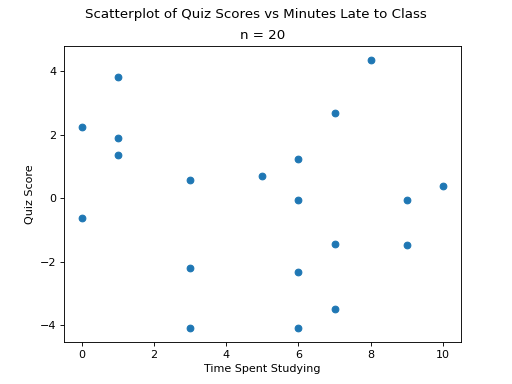 Scatterplot of Quiz Scores vs Minutes Late to Class
n = 20
4
2
0
−2
−4
Quiz Score
0 2 4 6 8 10
Time Spent Studying